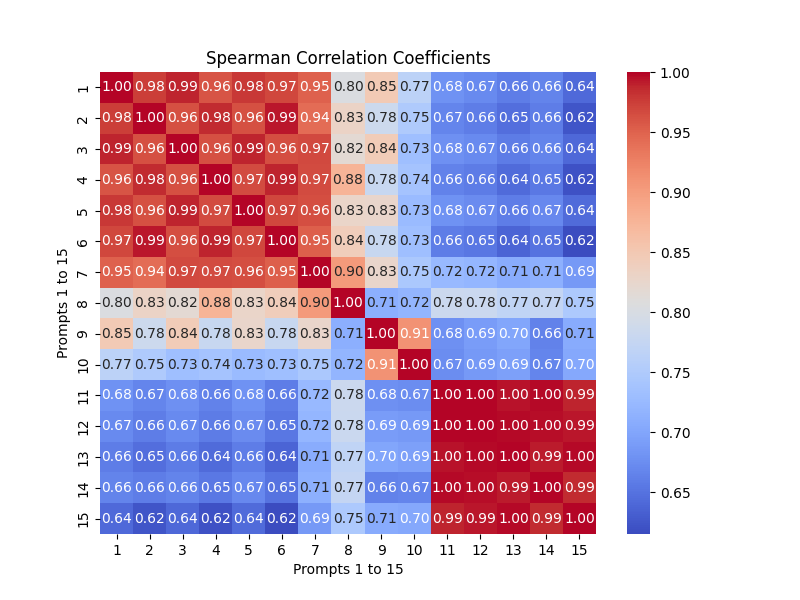 Spearman Correlation Coefficients
1 1.00 0.98 0.99 0.96 0.98 0.97 0.95 0.80 0.85 0.77 0.68 0.67 0.66 0.66 0.64
2 0.98 1.00 0.96 0.98 0.96 0.99 0.94 0.83 0.78 0.75 0.67 0.66 0.65 0.66 0.62
3 0.99 0.96 1.00 0.96 0.99 0.96 0.97 0.82 0.84 0.73 0.68 0.67 0.66 0.66 0.64
4 0.96 0.98 0.96 1.00 0.97 0.99 0.97 0.88 0.78 0.74 0.66 0.66 0.64 0.65 0.62
5 0.98 0.96 0.99 0.97 1.00 0.97 0.96 0.83 0.83 0.73 0.68 0.67 0.66 0.67 0.64
6 0.97 0.99 0.96 0.99 0.97 1.00 0.95 0.84 0.78 0.73 0.66 0.65 0.64 0.65 0.62
7 0.95 0.94 0.97 0.97 0.96 0.95 1.00 0.90 0.83 0.75 0.72 0.72 0.71 0.71 0.69
8 0.80 0.83 0.82 0.88 0.83 0.84 0.90 1.00 0.71 0.72 0.78 0.78 0.77 0.77 0.75
9 0.85 0.78 0.84 0.78 0.83 0.78 0.83 0.71 1.00 0.91 0.68 0.69 0.70 0.66 0.71
10 0.77 0.75 0.73 0.74 0.73 0.73 0.75 0.72 0.91 1.00 0.67 0.69 0.69 0.67 0.70
11 0.68 0.67 0.68 0.66 0.68 0.66 0.72 0.78 0.68 0.67 1.00 1.00 1.00 1.00 0.99
12 0.67 0.66 0.67 0.66 0.67 0.65 0.72 0.78 0.69 0.69 1.00 1.00 1.00 1.00 0.99
13 0.66 0.65 0.66 0.64 0.66 0.64 0.71 0.77 0.70 0.69 1.00 1.00 1.00 0.99 1.00
14 0.66 0.66 0.66 0.65 0.67 0.65 0.71 0.77 0.66 0.67 1.00 1.00 0.99 1.00 0.99
15 0.64 0.62 0.64 0.62 0.64 0.62 0.69 0.75 0.71 0.70 0.99 0.99 1.00 0.99 1.00
1 2 3 4 5 6 7 8 9 10 11 12 13 14 15
Prompts 1 to 15
Prompts 1 to 15
1.00
0.95
0.90
0.85
0.80
0.75
0.70
0.65